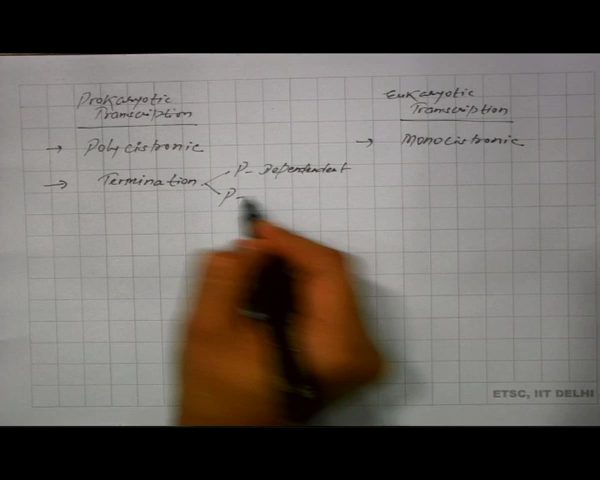 Prokaryotic
Transcription
Eukaryotic
Transcription
→ Polycistronic
→ Monocistronic
→ Termination
P- Dependent
P-
ETSC, IIT DELHI